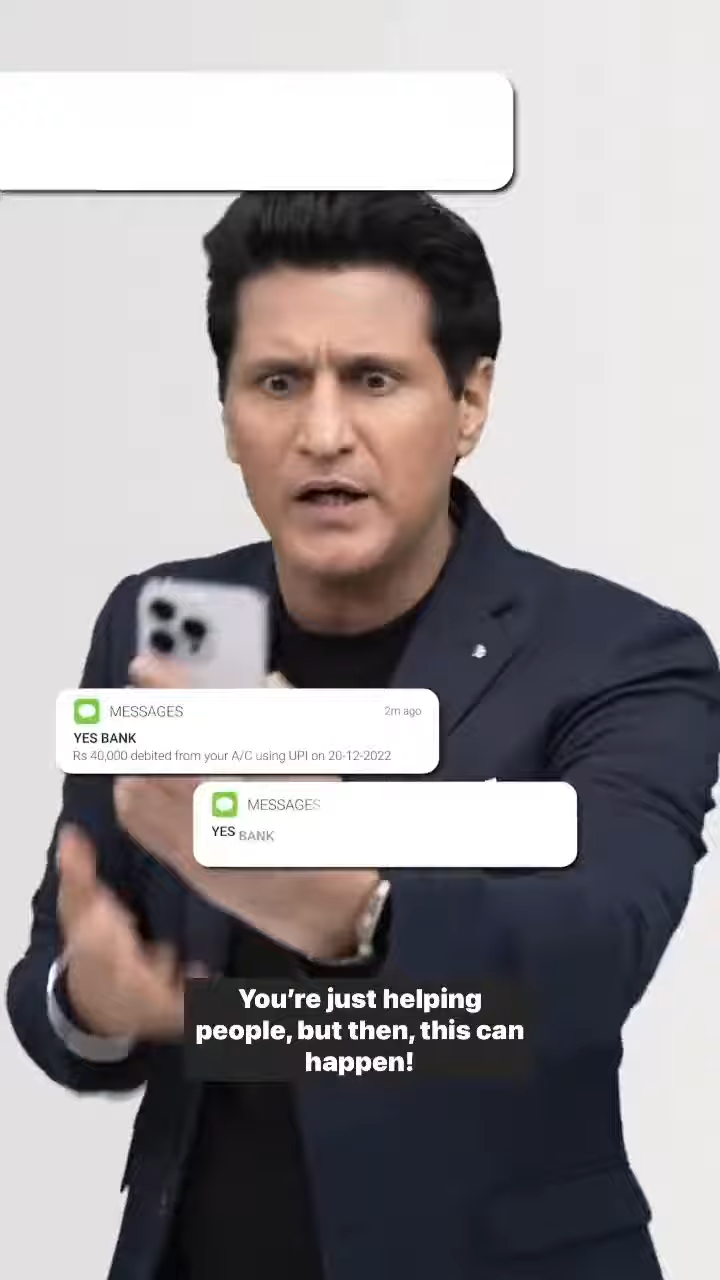 MESSAGES 2m ago
YES BANK
Rs 40,000 debited from your A/C using UPI on 20-12-2022
MESSAGES
YES BANK
You’re just helping
people, but then, this can
happen!